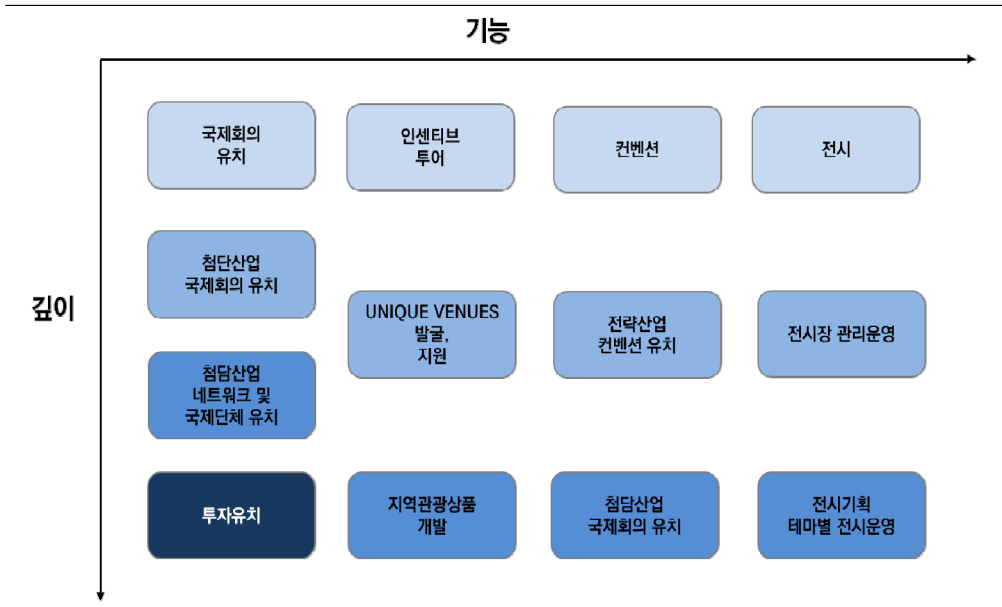 기능
국제회의
유치
인센티브
투어
컨벤션
전시
깊이
첨단산업
국제회의 유치
UNIQUE VENUES
발굴,
지원
전략산업
컨벤션 유치
전시장 관리운영
첨담산업
네트워크 및
국제단체 유치
투자유치
지역관광상품
개발
첨담산업
국제회의 유치
전시기획
테마별 전시운영